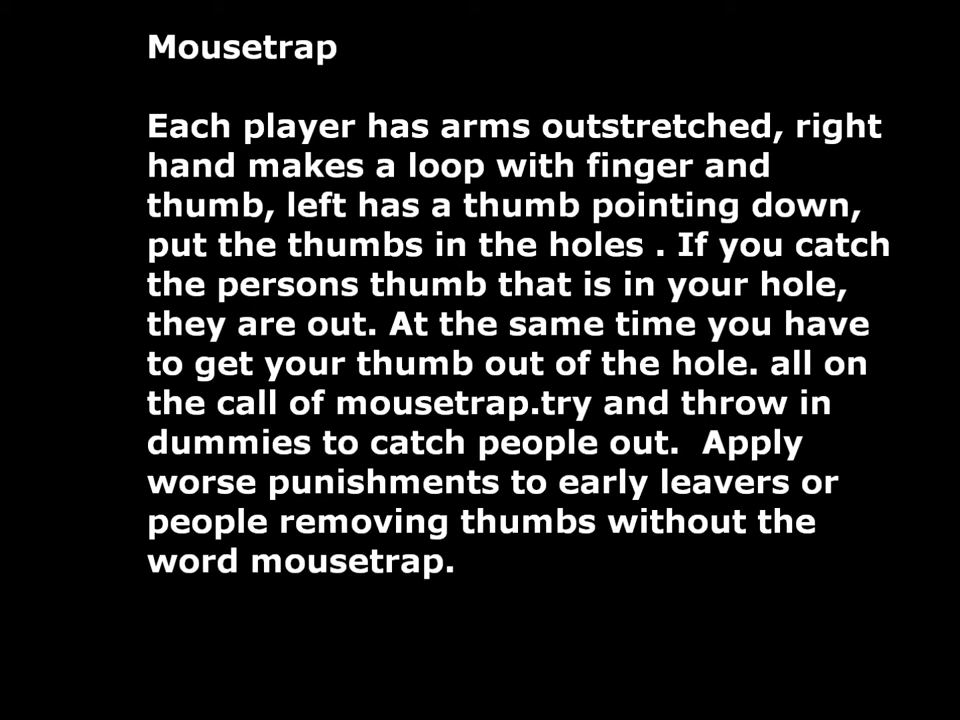 Mousetrap
Each player has arms outstretched, right
hand makes a loop with finger and
thumb, left has a thumb pointing down,
put the thumbs in the holes . If you catch
the persons thumb that is in your hole,
they are out. At the same time you have
to get your thumb out of the hole. all on
the call of mousetrap.try and throw in
dummies to catch people out.  Apply
worse punishments to early leavers or
people removing thumbs without the
word mousetrap.